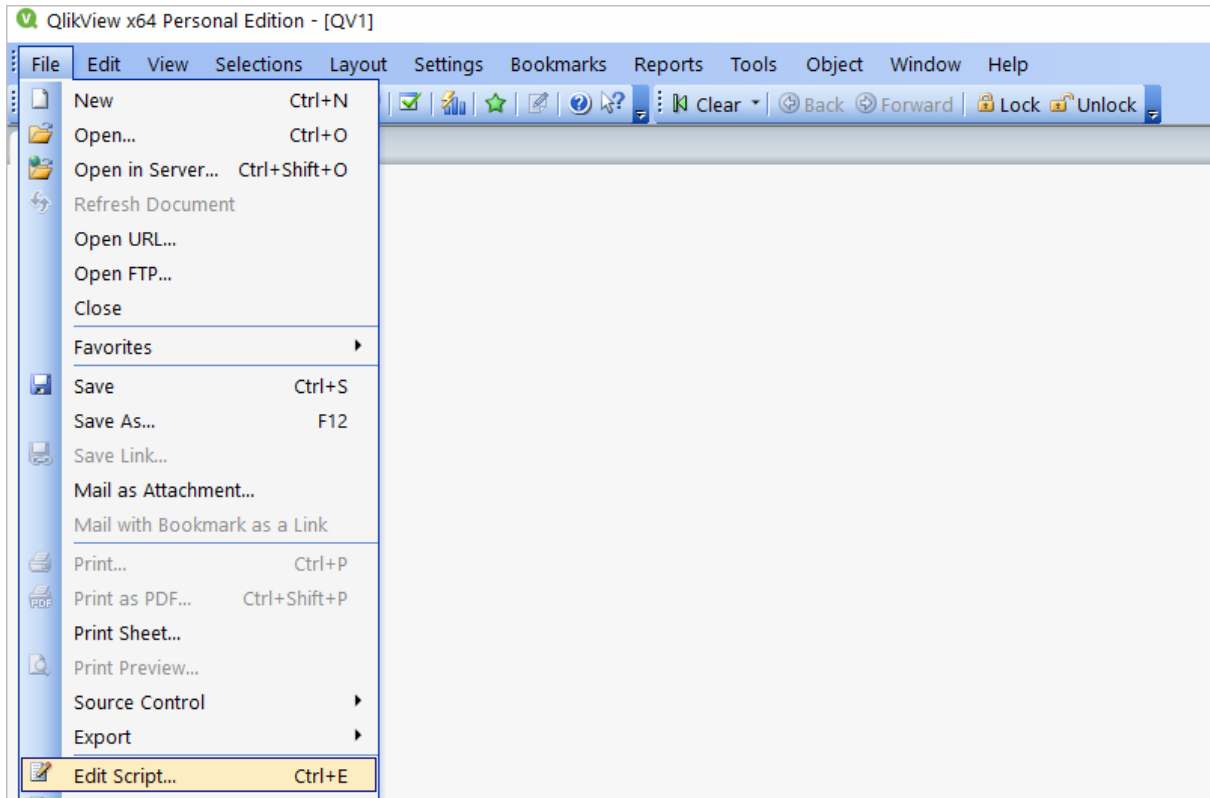 QlikView x64 Personal Edition - [QV1]
File Edit View Selections Layout Settings Bookmarks Reports Tools Object Window Help
Clear Back Forward Lock Unlock
New Ctrl+N
Open... Ctrl+O
Open in Server... Ctrl+Shift+O
Refresh Document
Open URL...
Open FTP...
Close
Favorites
Save Ctrl+S
Save As... F12
Save Link...
Mail as Attachment...
Mail with Bookmark as a Link
Print... Ctrl+P
Print as PDF... Ctrl+Shift+P
Print Sheet...
Print Preview...
Source Control
Export
Edit Script... Ctrl+E